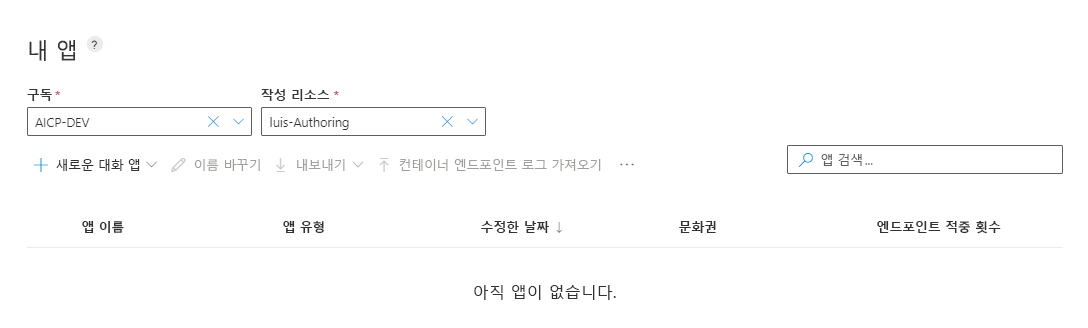 내 앱 ?
구독 * 작성 리소스 *
AICP-DEV luis-Authoring
새로운 대화 앱 이름 바꾸기 내보내기 컨테이너 엔드포인트 로그 가져오기 ... 앱 검색...
앱 이름 앱 유형 수정한 날짜 ↓ 문화권 엔드포인트 적중 횟수
아직 앱이 없습니다.